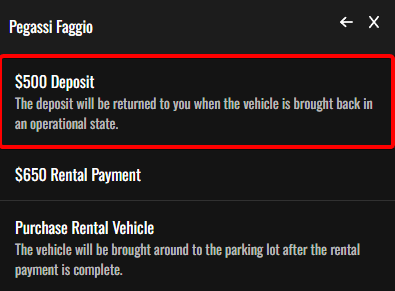 Pegassi Faggio
$500 Deposit
The deposit will be returned to you when the vehicle is brought back in
an operational state.
$650 Rental Payment
Purchase Rental Vehicle
The vehicle will be brought around to the parking lot after the rental
payment is complete.